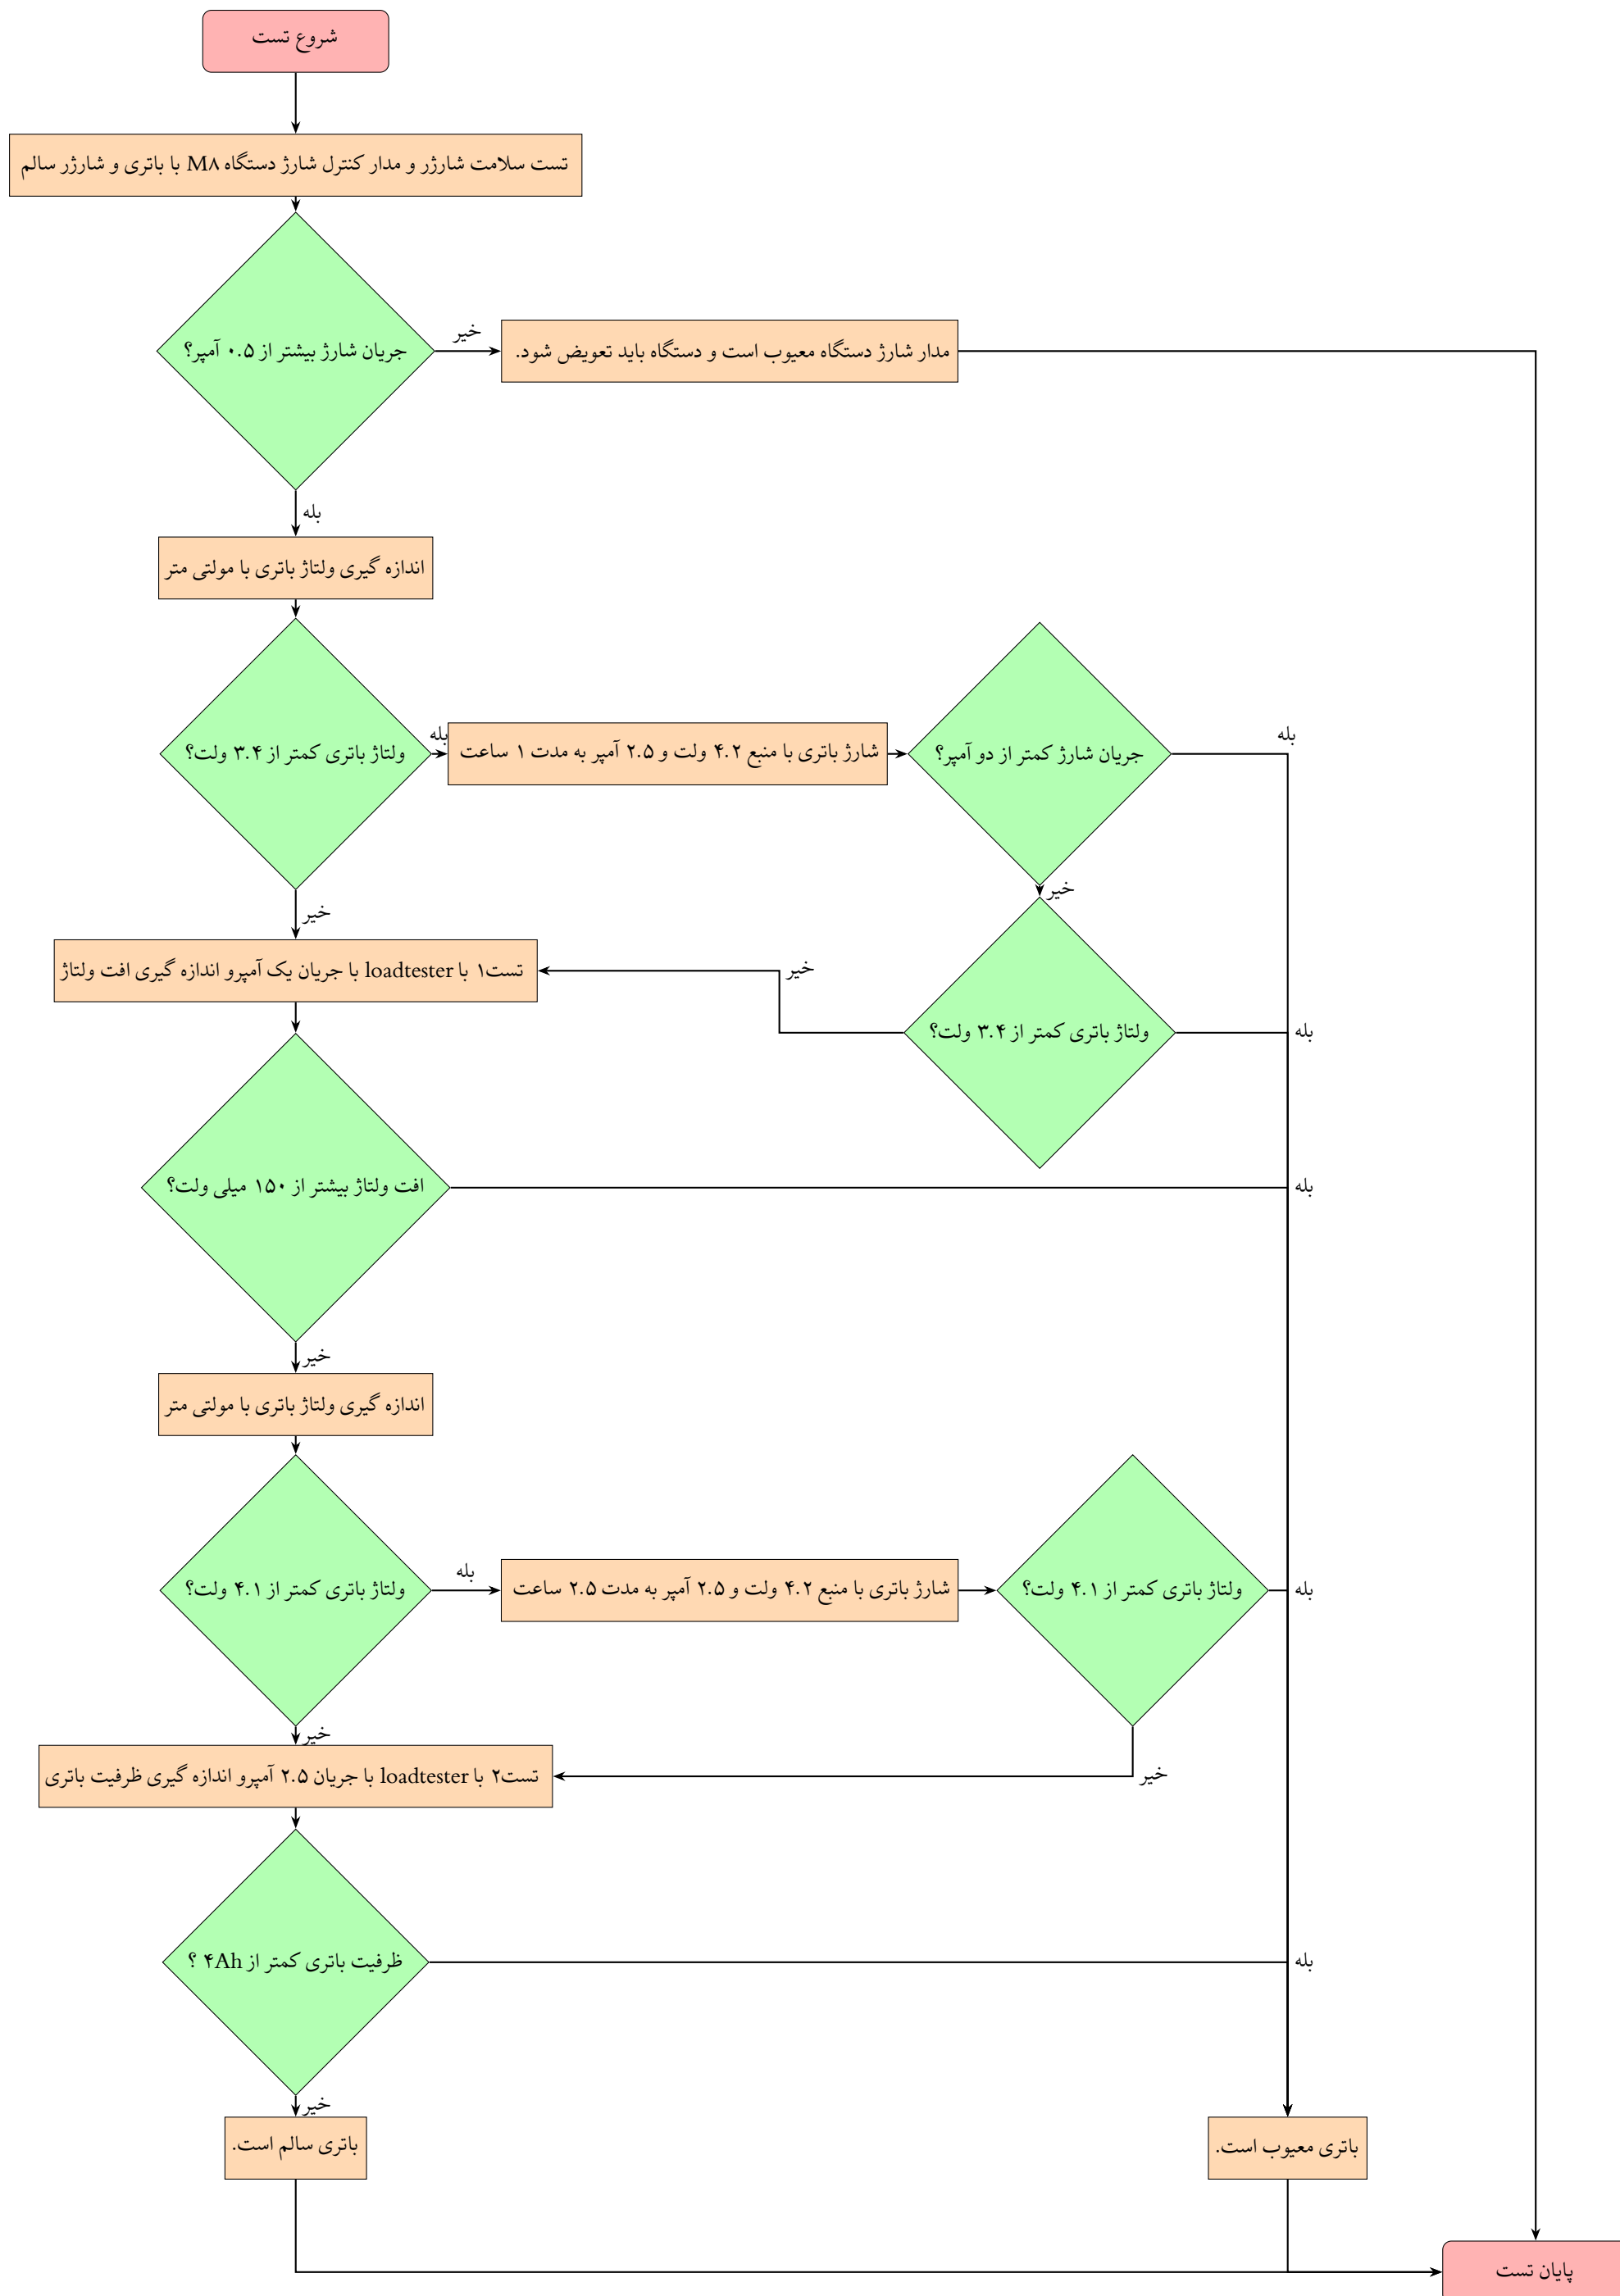 شروع تست
تست سلامت شارژر و مدار کنترل شارژ دستگاه M۸ با باتری و شارژر سالم
جریان شارژ بیشتر از ۰.۵ آمپر؟
خیر
مدار شارژ دستگاه معیوب است و دستگاه باید تعویض شود.
بله
اندازه گیری ولتاژ باتری با مولتی متر
ولتاژ باتری کمتر از ۳.۴ ولت؟
بله
شارژ باتری با منبع ۴.۲ ولت و ۲.۵ آمپر به مدت ۱ ساعت
جریان شارژ کمتر از دو آمپر؟
بله
خیر
خیر
تست۱ با loadtester با جریان یک آمپرو اندازه گیری افت ولتاژ
خیر
ولتاژ باتری کمتر از ۳.۴ ولت؟
بله
افت ولتاژ بیشتر از ۱۵۰ میلی ولت؟
بله
خیر
اندازه گیری ولتاژ باتری با مولتی متر
ولتاژ باتری کمتر از ۴.۱ ولت؟
بله
شارژ باتری با منبع ۴.۲ ولت و ۲.۵ آمپر به مدت ۲.۵ ساعت
ولتاژ باتری کمتر از ۴.۱ ولت؟
بله
خیر
تست۲ با loadtester با جریان ۲.۵ آمپرو اندازه گیری ظرفیت باتری
خیر
ظرفیت باتری کمتر از ۴Ah ؟
بله
خیر
باتری سالم است.
باتری معیوب است.
پایان تست